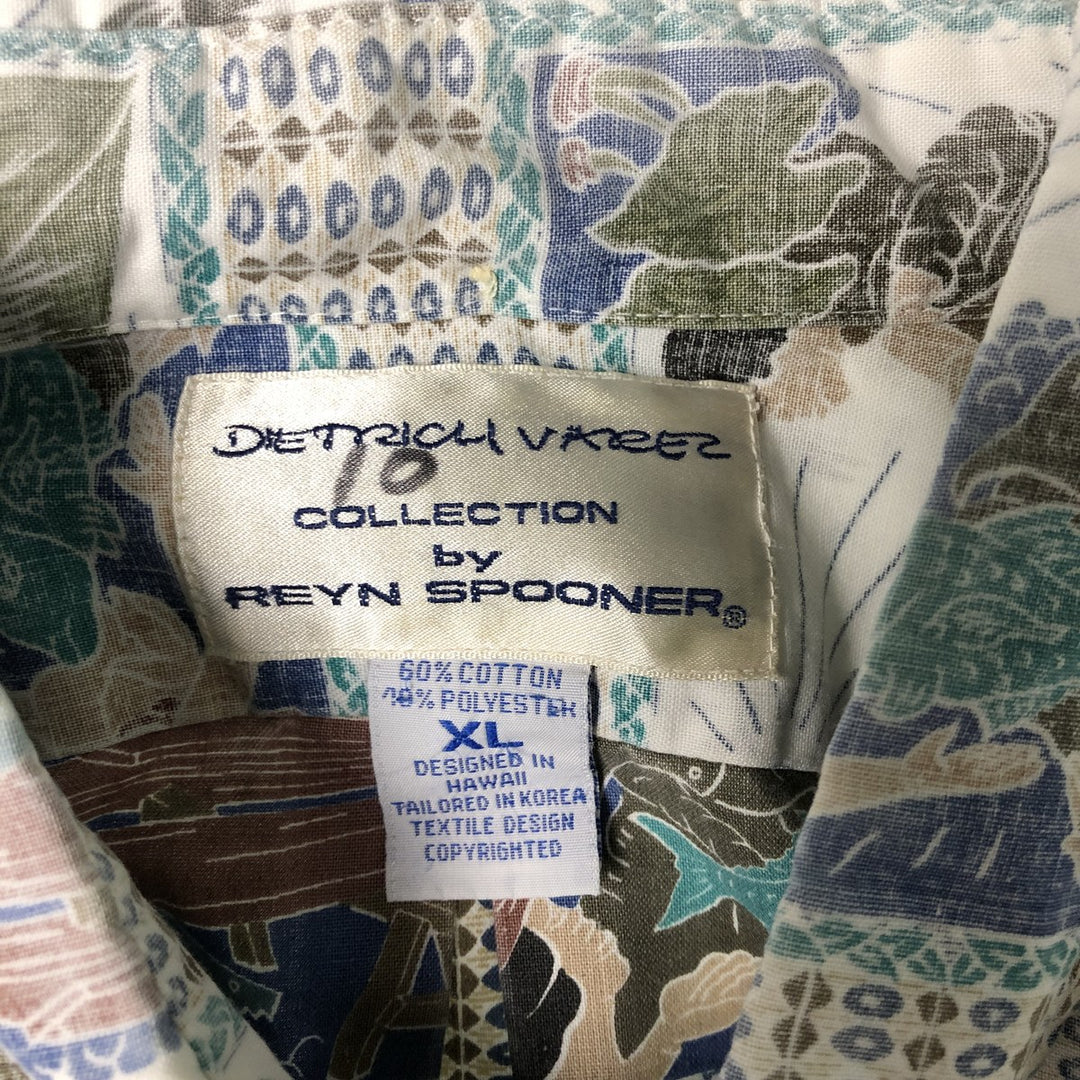 DIETRICH VAREZ
10
COLLECTION
by
REYN SPOONER®
60% COTTON
40% POLYESTER
XL
DESIGNED IN
HAWAII
TAILORED IN KOREA
TEXTILE DESIGN
COPYRIGHTED